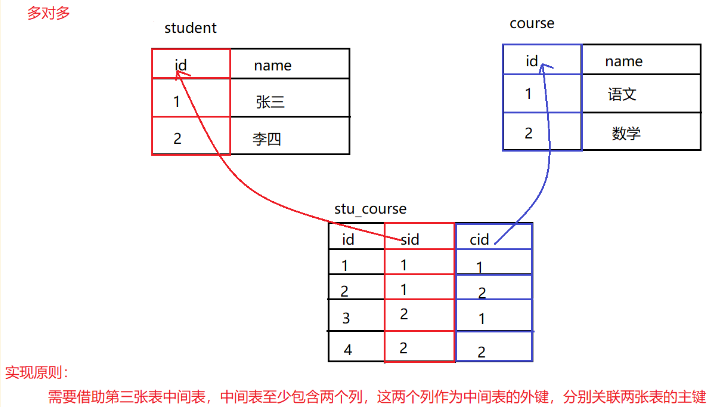 多对多
student
id name
1 张三
2 李四
course
id name
1 语文
2 数学
stu_course
id sid cid
1 1 1
2 1 2
3 2 1
4 2 2
实现原则：
需要借助第三张表中间表，中间表至少包含两个列，这两个列作为中间表的外键，分别关联两张表的主键